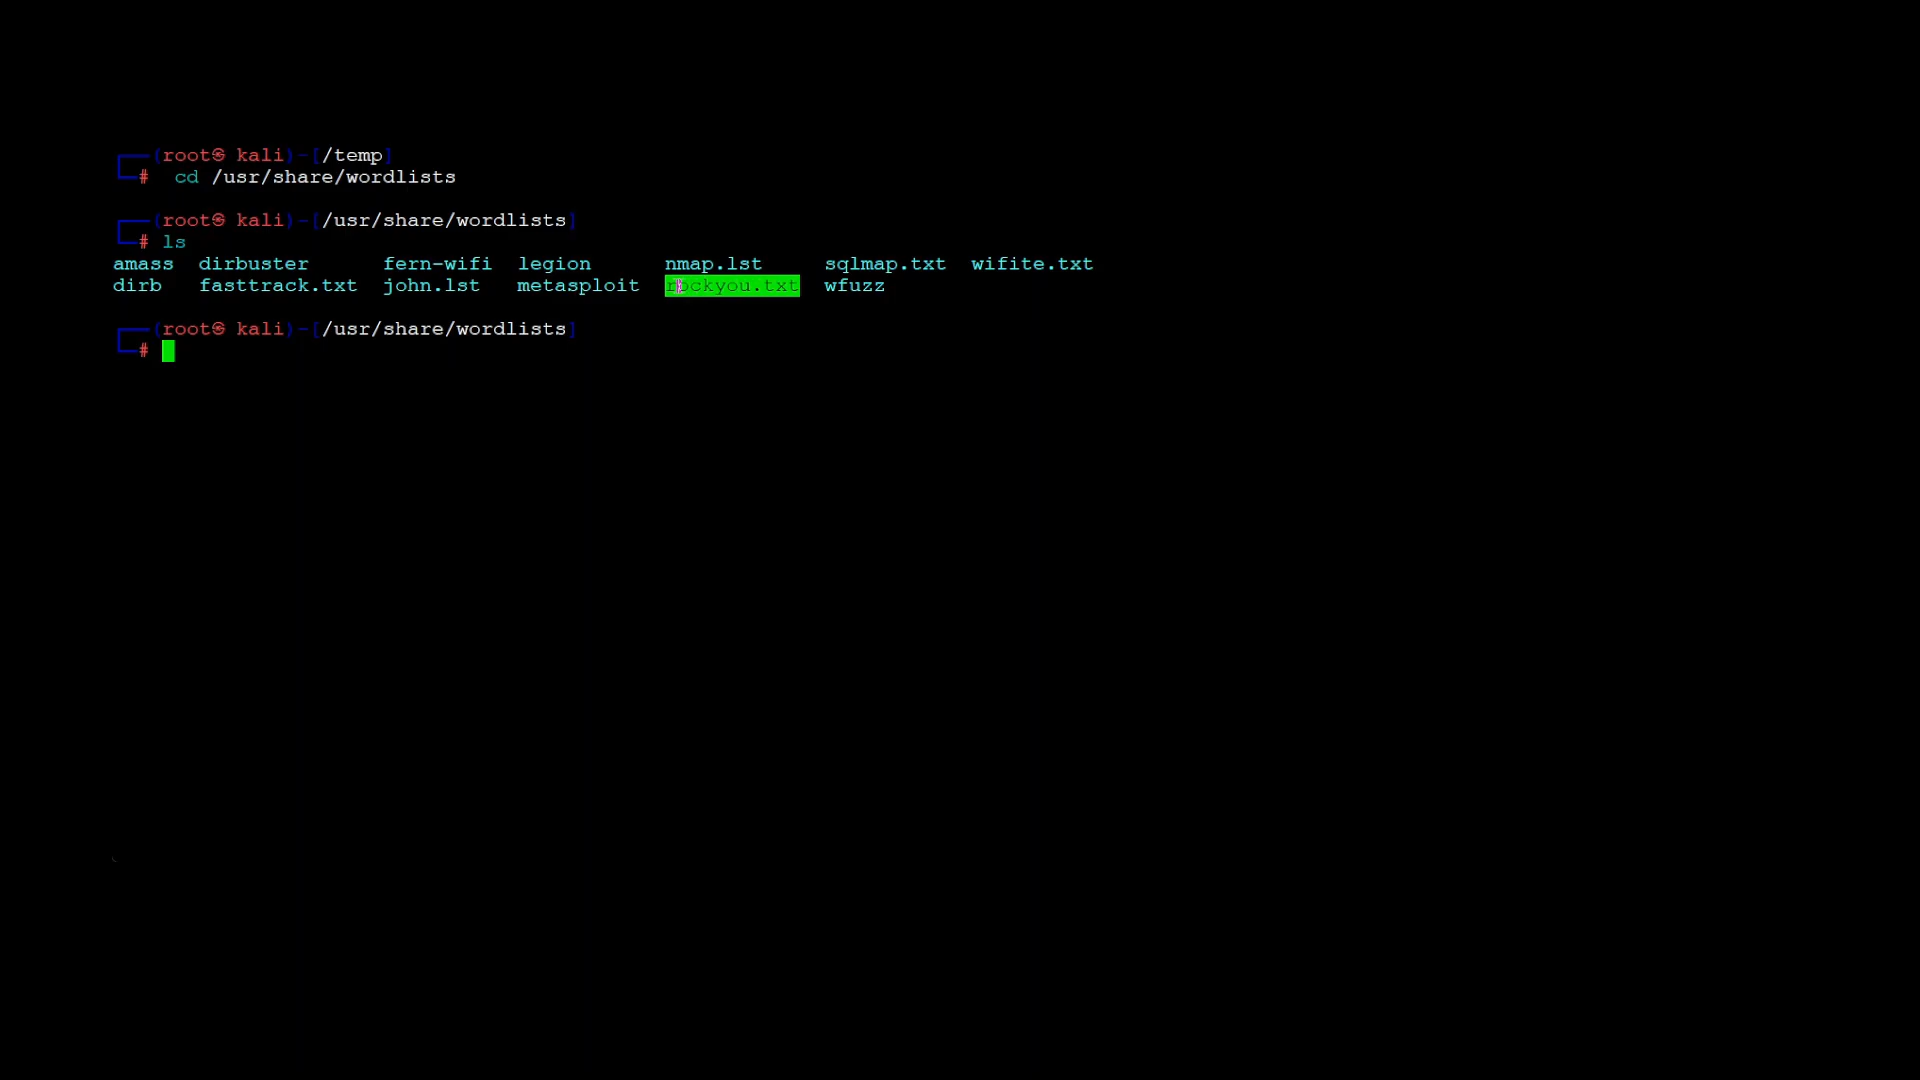 (root㉿ kali)-[/temp]
# cd /usr/share/wordlists
(root㉿ kali)-[/usr/share/wordlists]
# ls
amass dirbuster fern-wifi legion nmap.lst sqlmap.txt wifite.txt
dirb fasttrack.txt john.lst metasploit rockyou.txt wfuzz
(root㉿ kali)-[/usr/share/wordlists]
#